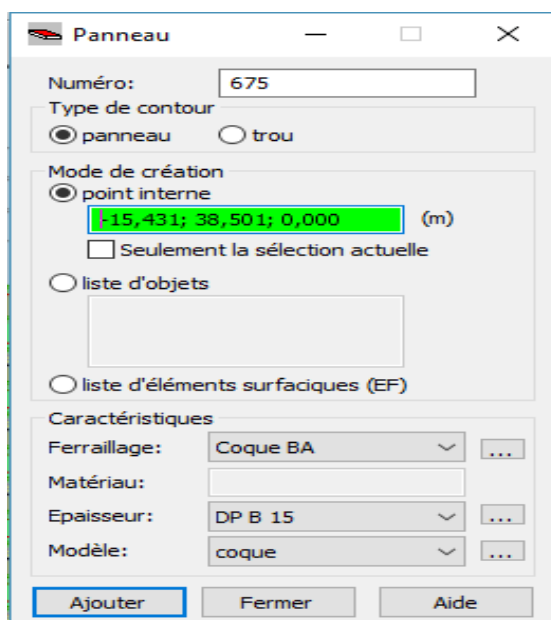 Panneau
Numéro: 675
Type de contour
panneau trou
Mode de création
point interne
-15,431; 38,501; 0,000 (m)
Seulement la sélection actuelle
liste d'objets
liste d'éléments surfaciques (EF)
Caractéristiques
Ferraillage: Coque BA ...
Matériau:
Epaisseur: DP B 15 ...
Modèle: coque ...
Ajouter Fermer Aide